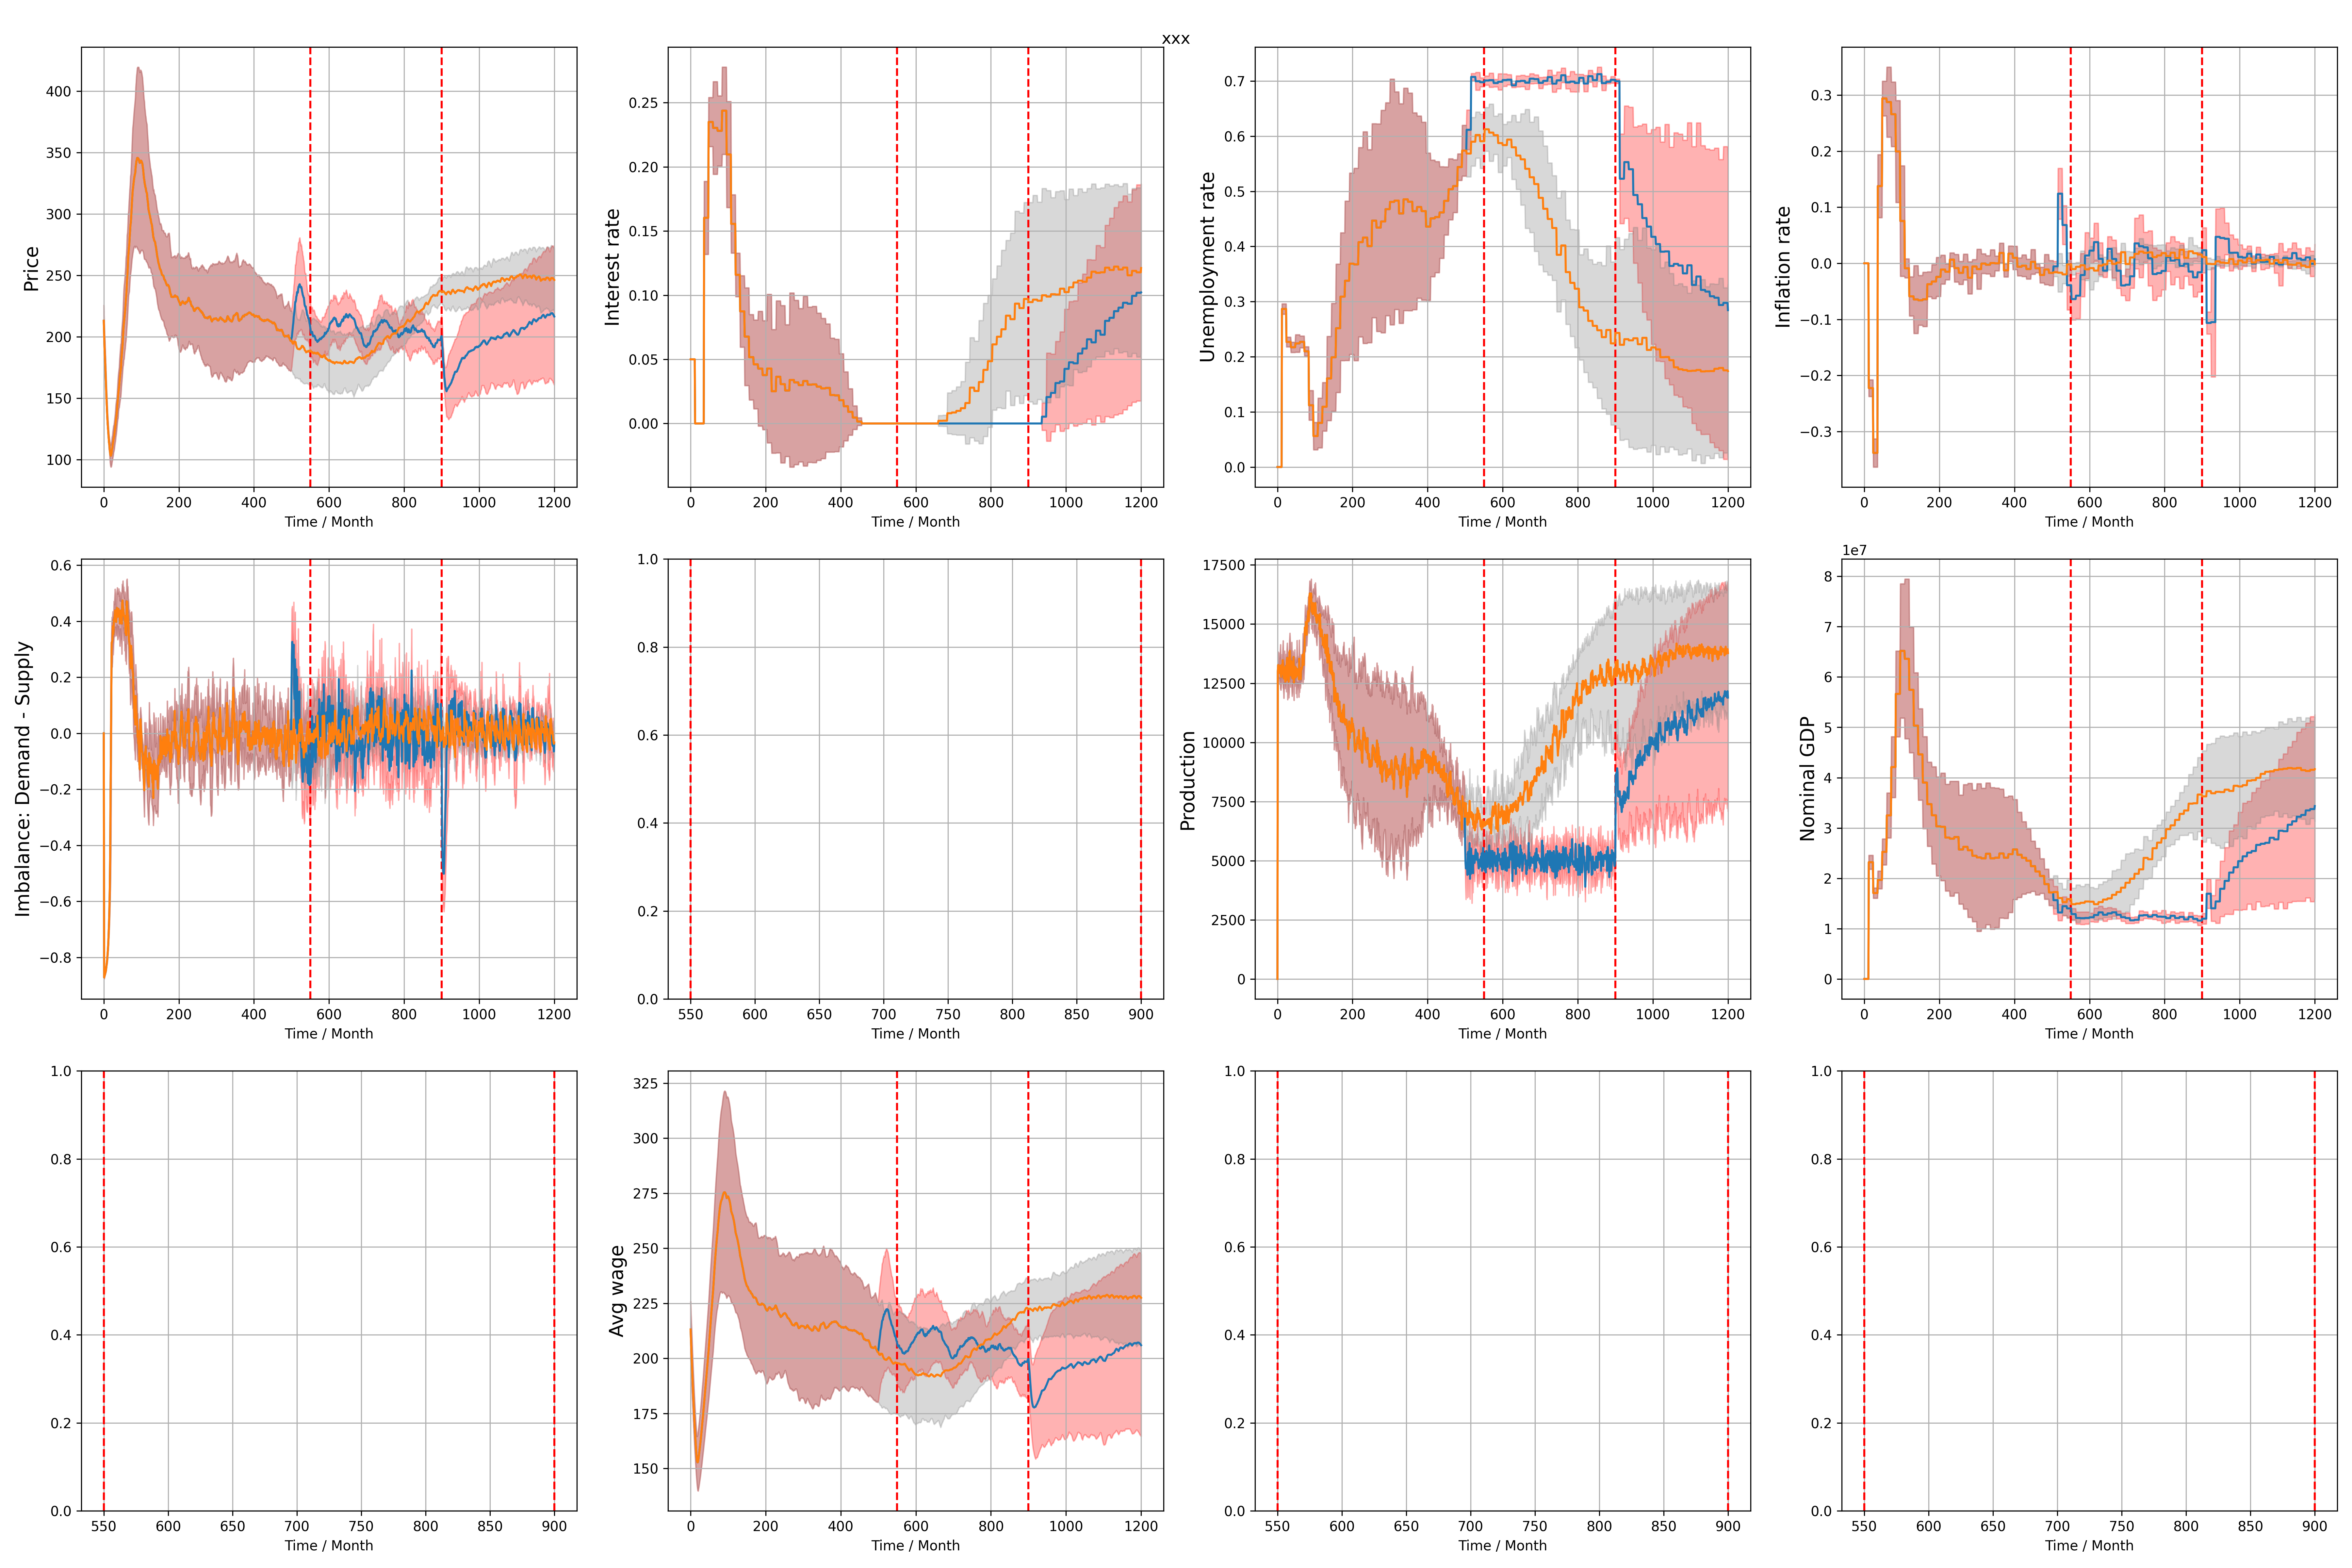 xxx
Price
400
350
300
250
200
150
100
0 200 400 600 800 1000 1200
Time / Month
Interest rate
0.25
0.20
0.15
0.10
0.05
0.00
0 200 400 600 800 1000 1200
Time / Month
Unemployment rate
0.7
0.6
0.5
0.4
0.3
0.2
0.1
0.0
0 200 400 600 800 1000 1200
Time / Month
Inflation rate
0.3
0.2
0.1
0.0
−0.1
−0.2
−0.3
0 200 400 600 800 1000 1200
Time / Month
Imbalance: Demand - Supply
0.6
0.4
0.2
0.0
−0.2
−0.4
−0.6
−0.8
0 200 400 600 800 1000 1200
Time / Month
1.0
0.8
0.6
0.4
0.2
0.0
550 600 650 700 750 800 850 900
Time / Month
Production
17500
15000
12500
10000
7500
5000
2500
0
0 200 400 600 800 1000 1200
Time / Month
1e7
Nominal GDP
8
7
6
5
4
3
2
1
0
0 200 400 600 800 1000 1200
Time / Month
1.0
0.8
0.6
0.4
0.2
0.0
550 600 650 700 750 800 850 900
Time / Month
Avg wage
325
300
275
250
225
200
175
150
0 200 400 600 800 1000 1200
Time / Month
1.0
0.8
0.6
0.4
0.2
0.0
550 600 650 700 750 800 850 900
Time / Month
1.0
0.8
0.6
0.4
0.2
0.0
550 600 650 700 750 800 850 900
Time / Month